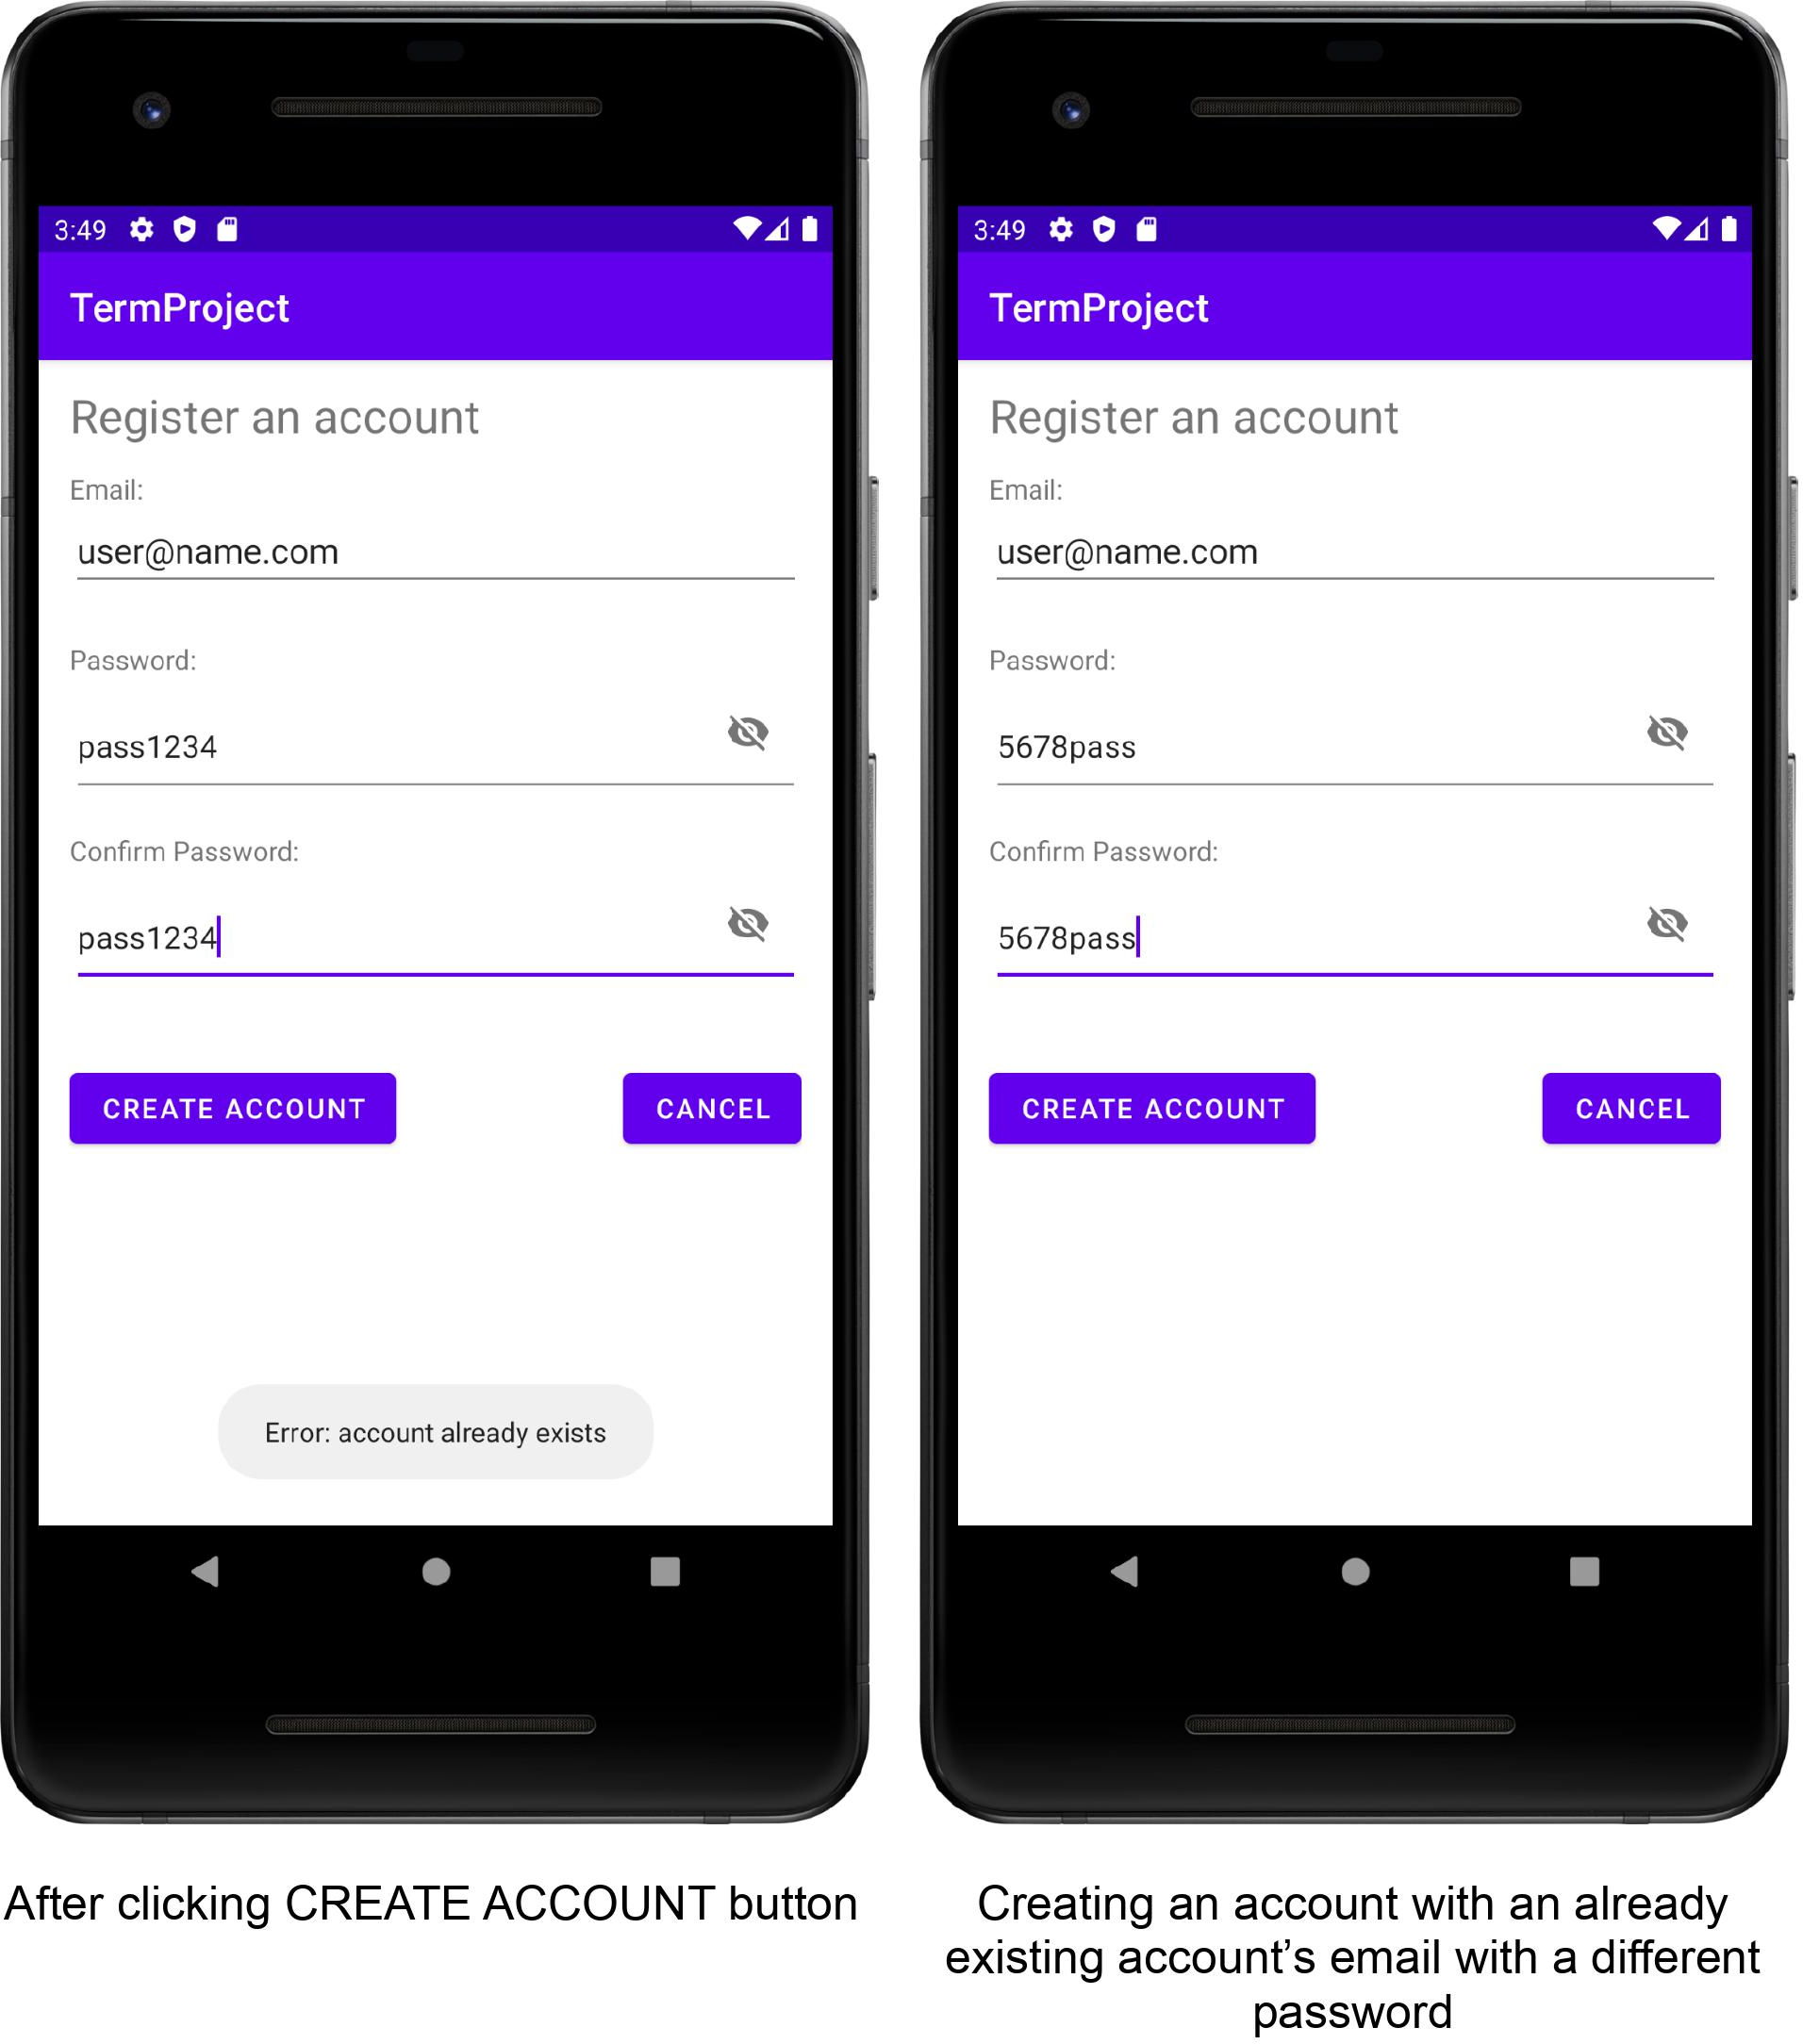 3:49
TermProject
Register an account
Email:
user@name.com
Password:
pass1234
Confirm Password:
pass1234
CREATE ACCOUNT
CANCEL
Error: account already exists
After clicking CREATE ACCOUNT button
3:49
TermProject
Register an account
Email:
user@name.com
Password:
5678pass
Confirm Password:
5678pass
CREATE ACCOUNT
CANCEL
Creating an account with an already
existing account’s email with a different
password